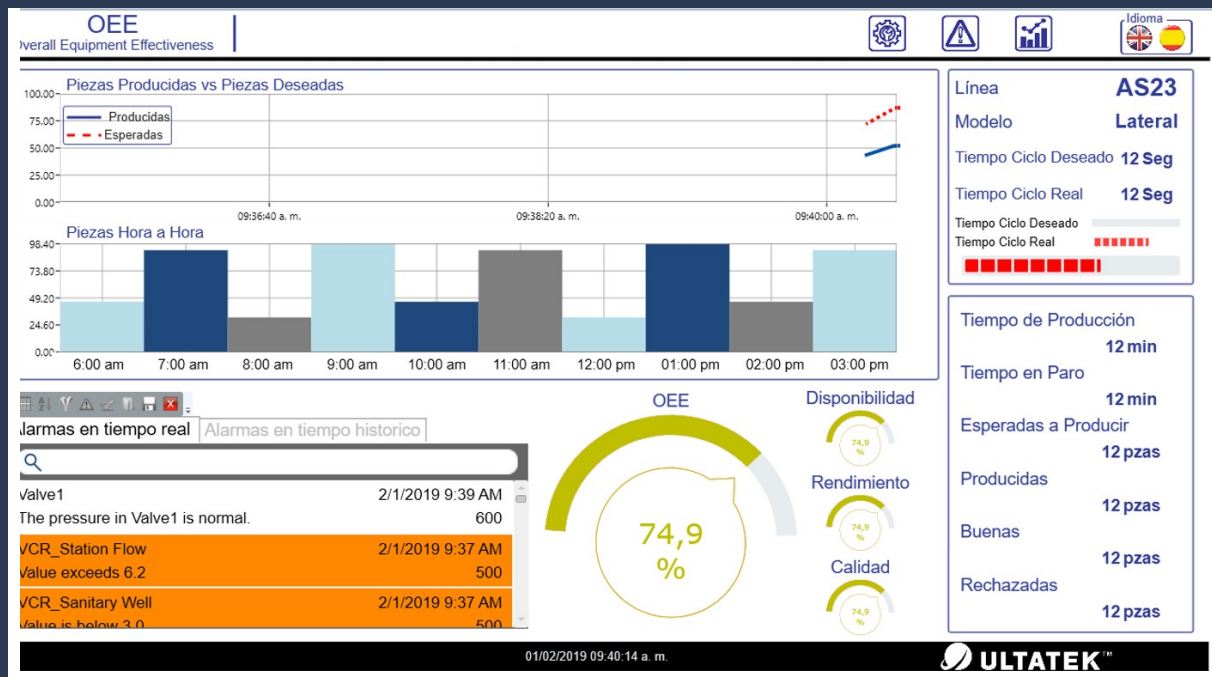 OEE
verall Equipment Effectiveness
Idioma
Piezas Producidas vs Piezas Deseadas
100.00
75.00
50.00
25.00
0.00
Producidas
Esperadas
09:36:40 a. m.
09:38:20 a. m.
09:40:00 a. m.
Piezas Hora a Hora
98.40
73.80
49.20
24.60
0.00
6:00 am
7:00 am
8:00 am
9:00 am
10:00 am
11:00 am
12:00 pm
01:00 pm
02:00 pm
03:00 pm
Línea AS23
Modelo Lateral
Tiempo Ciclo Deseado 12 Seg
Tiempo Ciclo Real 12 Seg
Tiempo Ciclo Deseado
Tiempo Ciclo Real
Tiempo de Producción
12 min
Tiempo en Paro
12 min
Esperadas a Producir
12 pzas
Producidas
12 pzas
Buenas
12 pzas
Rechazadas
12 pzas
Alarmas en tiempo real
Alarmas en tiempo historico
Valve1 2/1/2019 9:39 AM
The pressure in Valve1 is normal. 600
VCR_Station Flow 2/1/2019 9:37 AM
Value exceeds 6.2 500
VCR_Sanitary Well 2/1/2019 9:37 AM
Value is below 3.0 500
OEE
74,9
%
Disponibilidad
74,9
%
Rendimiento
74,9
%
Calidad
74,9
%
01/02/2019 09:40:14 a. m.
ULTATEK™